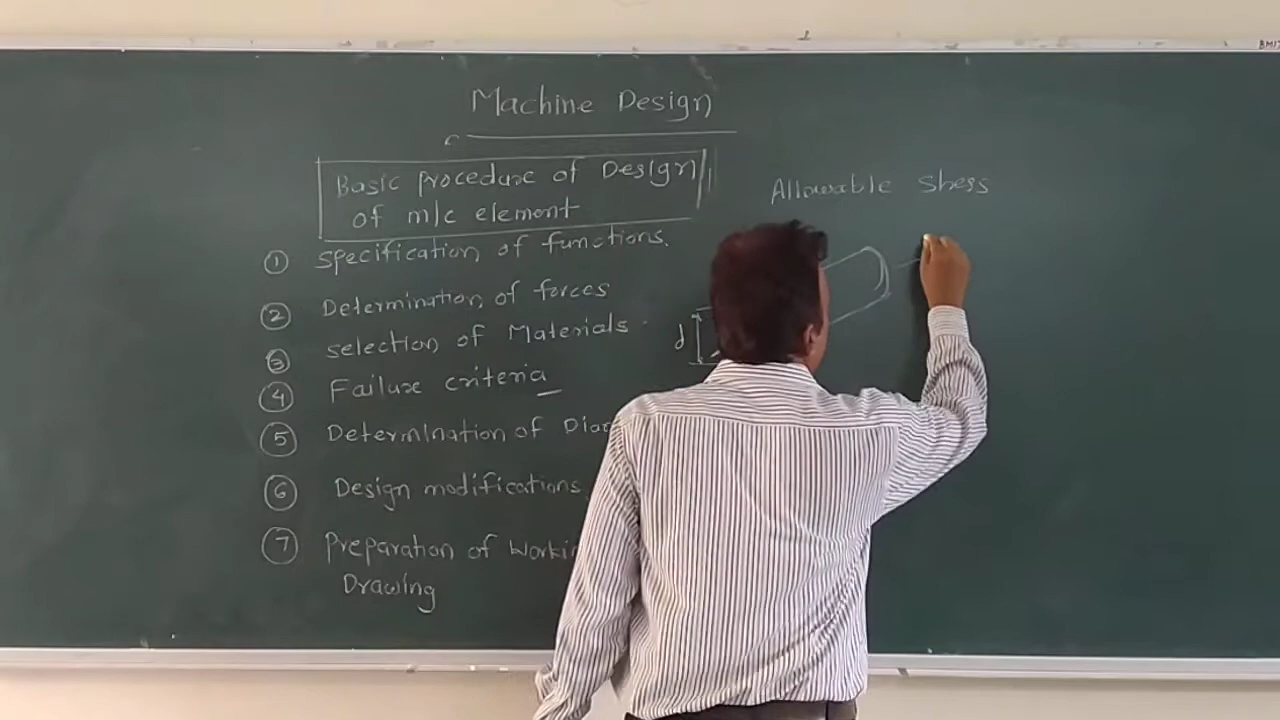 Machine Design
Basic procedure of Design
of m/c element
① Specification of functions.
② Determination of forces
③ selection of Materials
④ Failure criteria
⑤ Determination of
⑥ Design modifications
⑦ Preparation of
Drawing
Allowable Stress
d